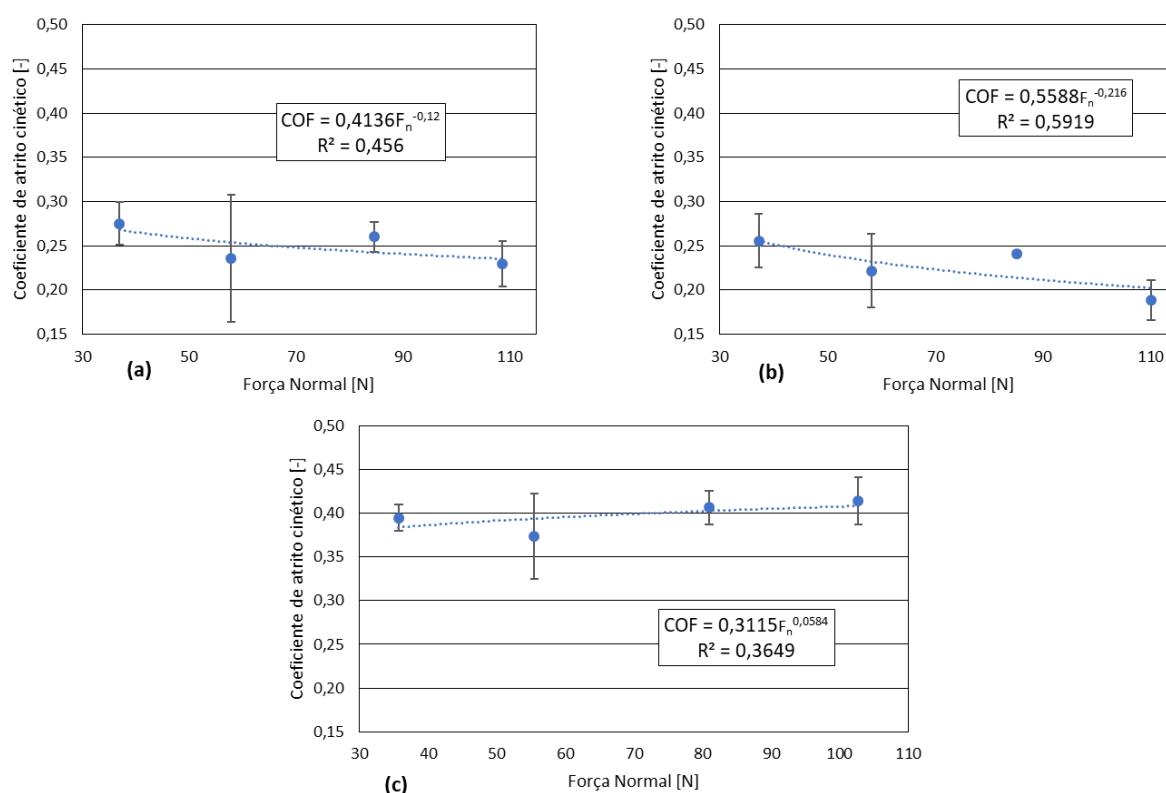 0,50
0,45
0,40
0,35
0,30
0,25
0,20
0,15
Coeficiente de atrito cinético [-]
COF = 0,4136Fₙ⁻⁰,¹²
R² = 0,456
30 50 70 90 110
(a)
Força Normal [N]
0,50
0,45
0,40
0,35
0,30
0,25
0,20
0,15
Coeficiente de atrito cinético [-]
COF = 0,5588Fₙ⁻⁰,²¹⁶
R² = 0,5919
30 50 70 90 110
(b)
Força Normal [N]
0,50
0,45
0,40
0,35
0,30
0,25
0,20
0,15
Coeficiente de atrito cinético [-]
COF = 0,3115Fₙ⁰,⁰⁵⁸⁴
R² = 0,3649
30 40 50 60 70 80 90 100 110
(c)
Força Normal [N]